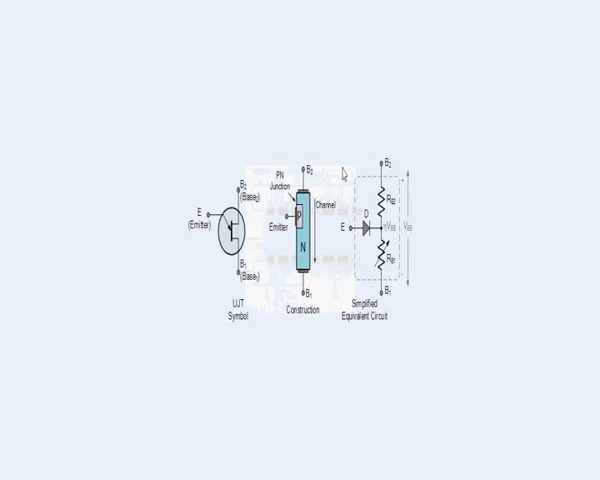 B2
(Base2)
E
(Emitter)
B1
(Base1)
UJT
Symbol
PN
Junction
B2
Channel
P
Emitter
N
B1
Construction
B2
RB2
D
E
ηVBB
VBB
RB1
B1
Simplified
Equivalent Circuit
+
-